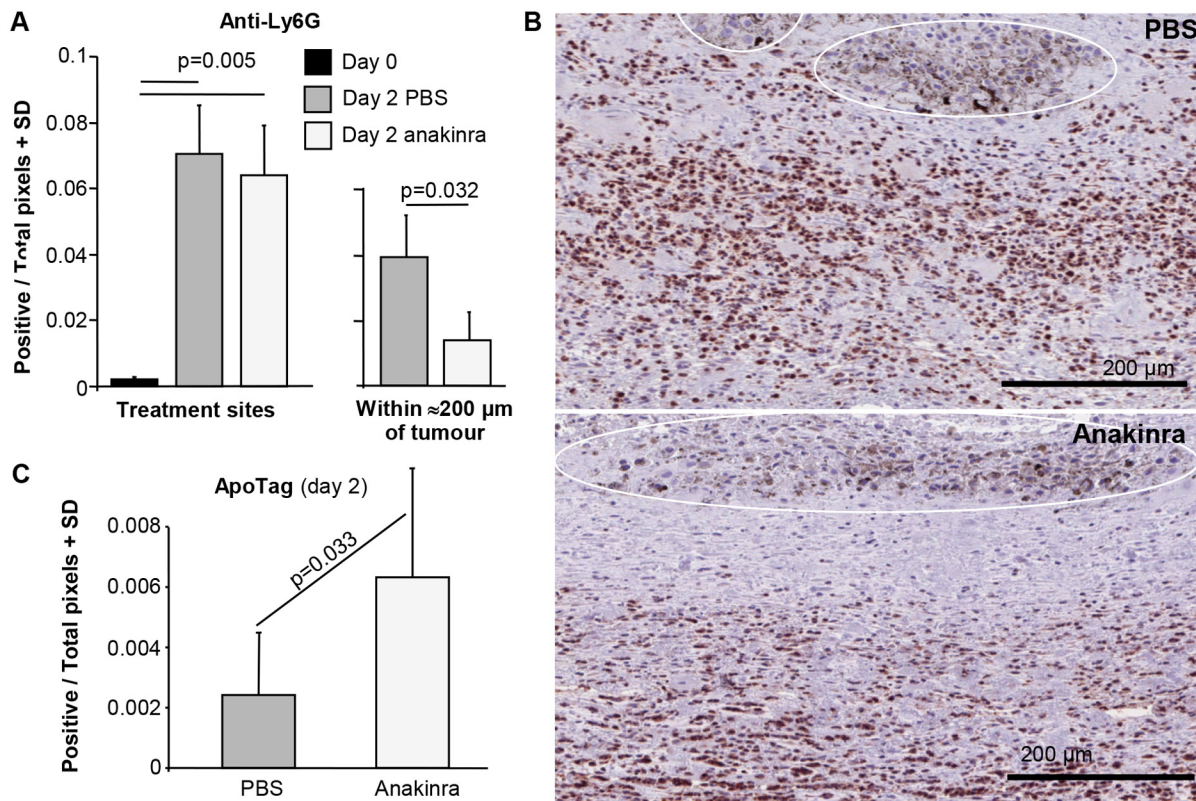 A
Anti-Ly6G
0.1
0.08
0.06
0.04
0.02
0
Positive / Total pixels + SD
p=0.005
Day 0
Day 2 PBS
Day 2 anakinra
p=0.032
Treatment sites
Within ≈200 µm
of tumour
B
PBS
200 µm
Anakinra
200 µm
C
ApoTag (day 2)
0.008
0.006
0.004
0.002
0
Positive / Total pixels + SD
p=0.033
PBS
Anakinra